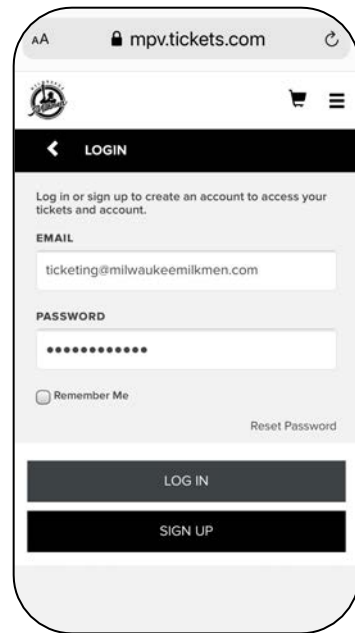 AA mpv.tickets.com
LOGIN
Log in or sign up to create an account to access your
tickets and account.
EMAIL
ticketing@milwaukeemilkmen.com
PASSWORD
••••••••••••
Remember Me
Reset Password
LOG IN
SIGN UP